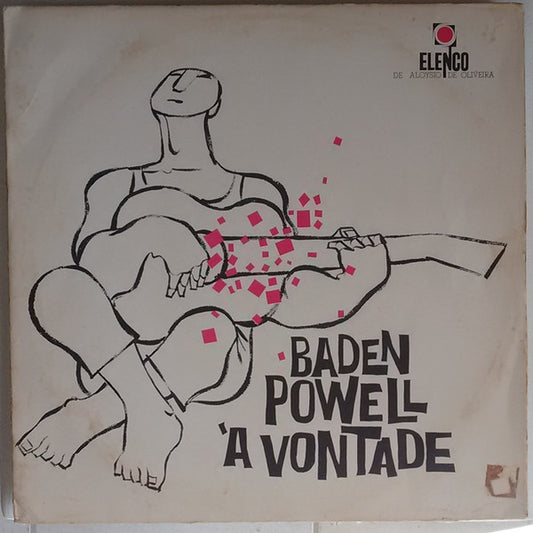 ELENCO
DE ALOYSIO DE OLIVEIRA
BADEN
POWELL
'A VONTADE